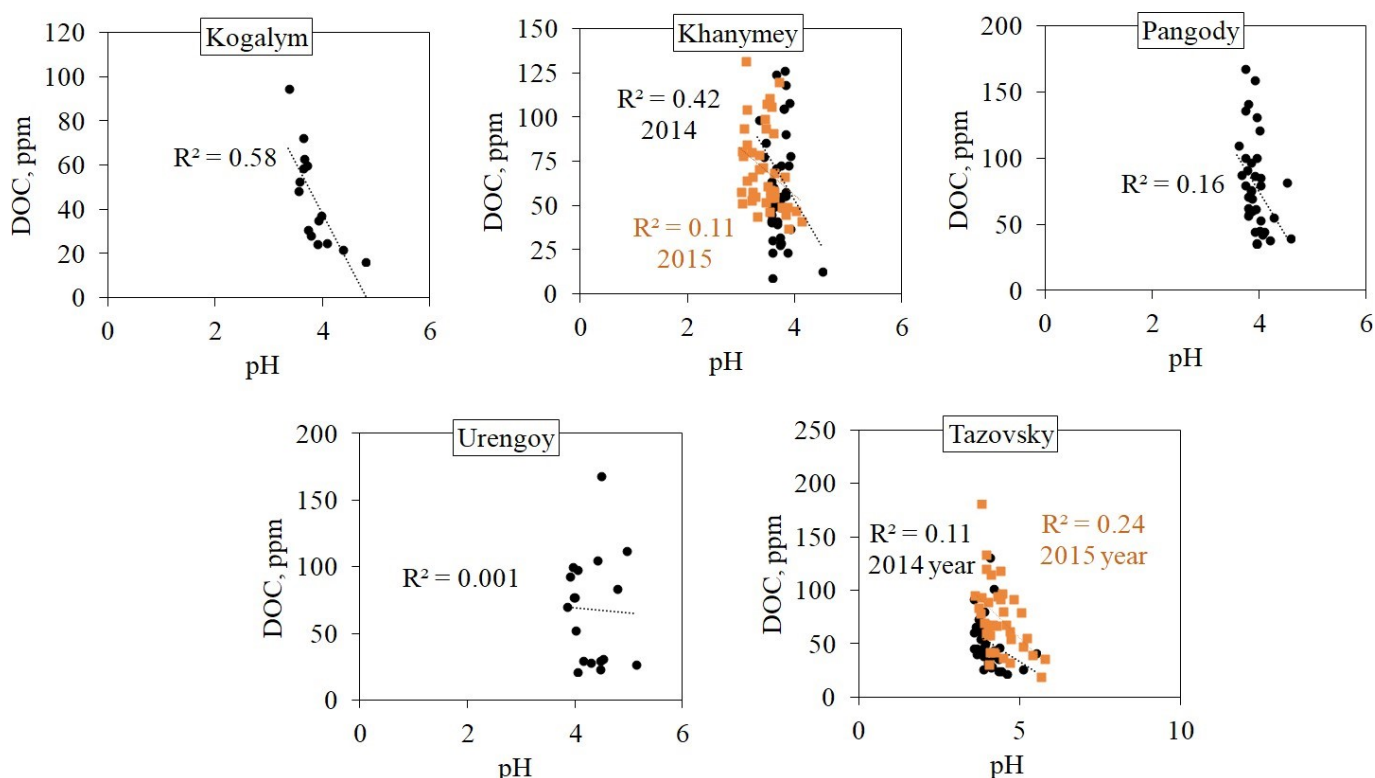 Kogalym
120
100
80
60
40
20
0
DOC, ppm
R² = 0.58
0 2 4 6
pH
Khanymey
150
125
100
75
50
25
0
DOC, ppm
R² = 0.42
2014
R² = 0.11
2015
0 2 4 6
pH
Pangody
200
150
100
50
0
DOC, ppm
R² = 0.16
0 2 4 6
pH
Urengoy
200
150
100
50
0
DOC, ppm
R² = 0.001
0 2 4 6
pH
Tazovsky
250
200
150
100
50
0
DOC, ppm
R² = 0.11
2014 year
R² = 0.24
2015 year
0 5 10
pH